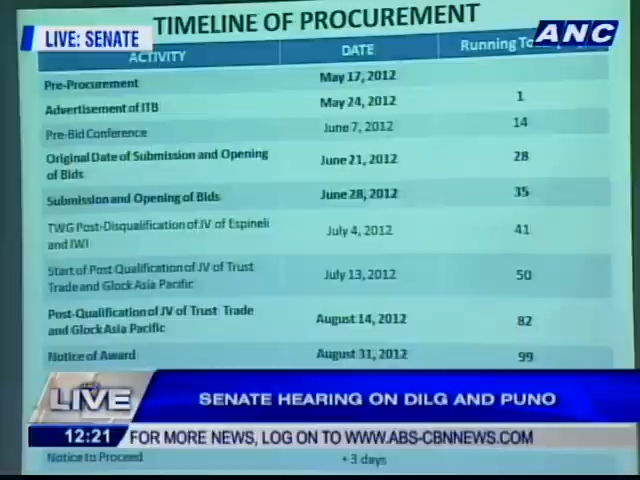 TIMELINE OF PROCUREMENT
LIVE: SENATE
ANC
ACTIVITY DATE Running To
Pre-Procurement May 17, 2012
Advertisement of ITB May 24, 2012 1
Pre-Bid Conference June 7, 2012 14
Original Date of Submission and Opening
of Bids June 21, 2012 28
Submission and Opening of Bids June 28, 2012 35
TWG Post-Disqualification of JV of Espineli
and IWI July 4, 2012 41
Start of Post Qualification of JV of Trust
Trade and Glock Asia Pacific July 13, 2012 50
Post-Qualification of JV of Trust Trade
and Glock Asia Pacific August 14, 2012 82
Notice of Award August 31, 2012 99
LIVE
SENATE HEARING ON DILG AND PUNO
12:21 FOR MORE NEWS, LOG ON TO WWW.ABS-CBNNEWS.COM
Notice to Proceed + 3 days